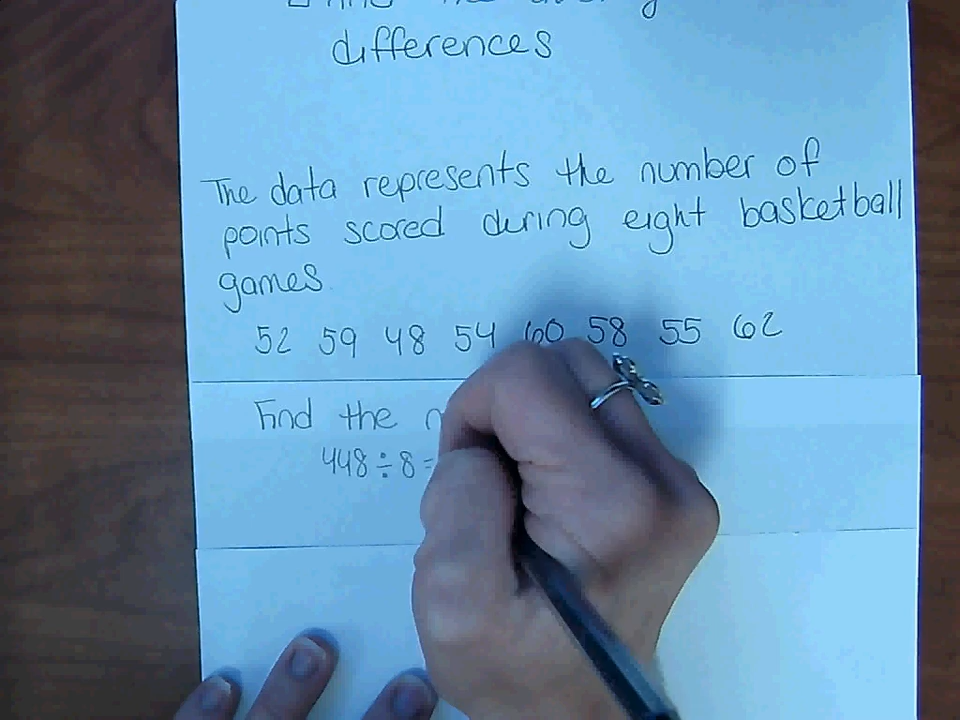 differences
The data represents the number of
points scored during eight basketball
games.
52 59 48 54 60 58 55 62
Find the
448 ÷ 8 =